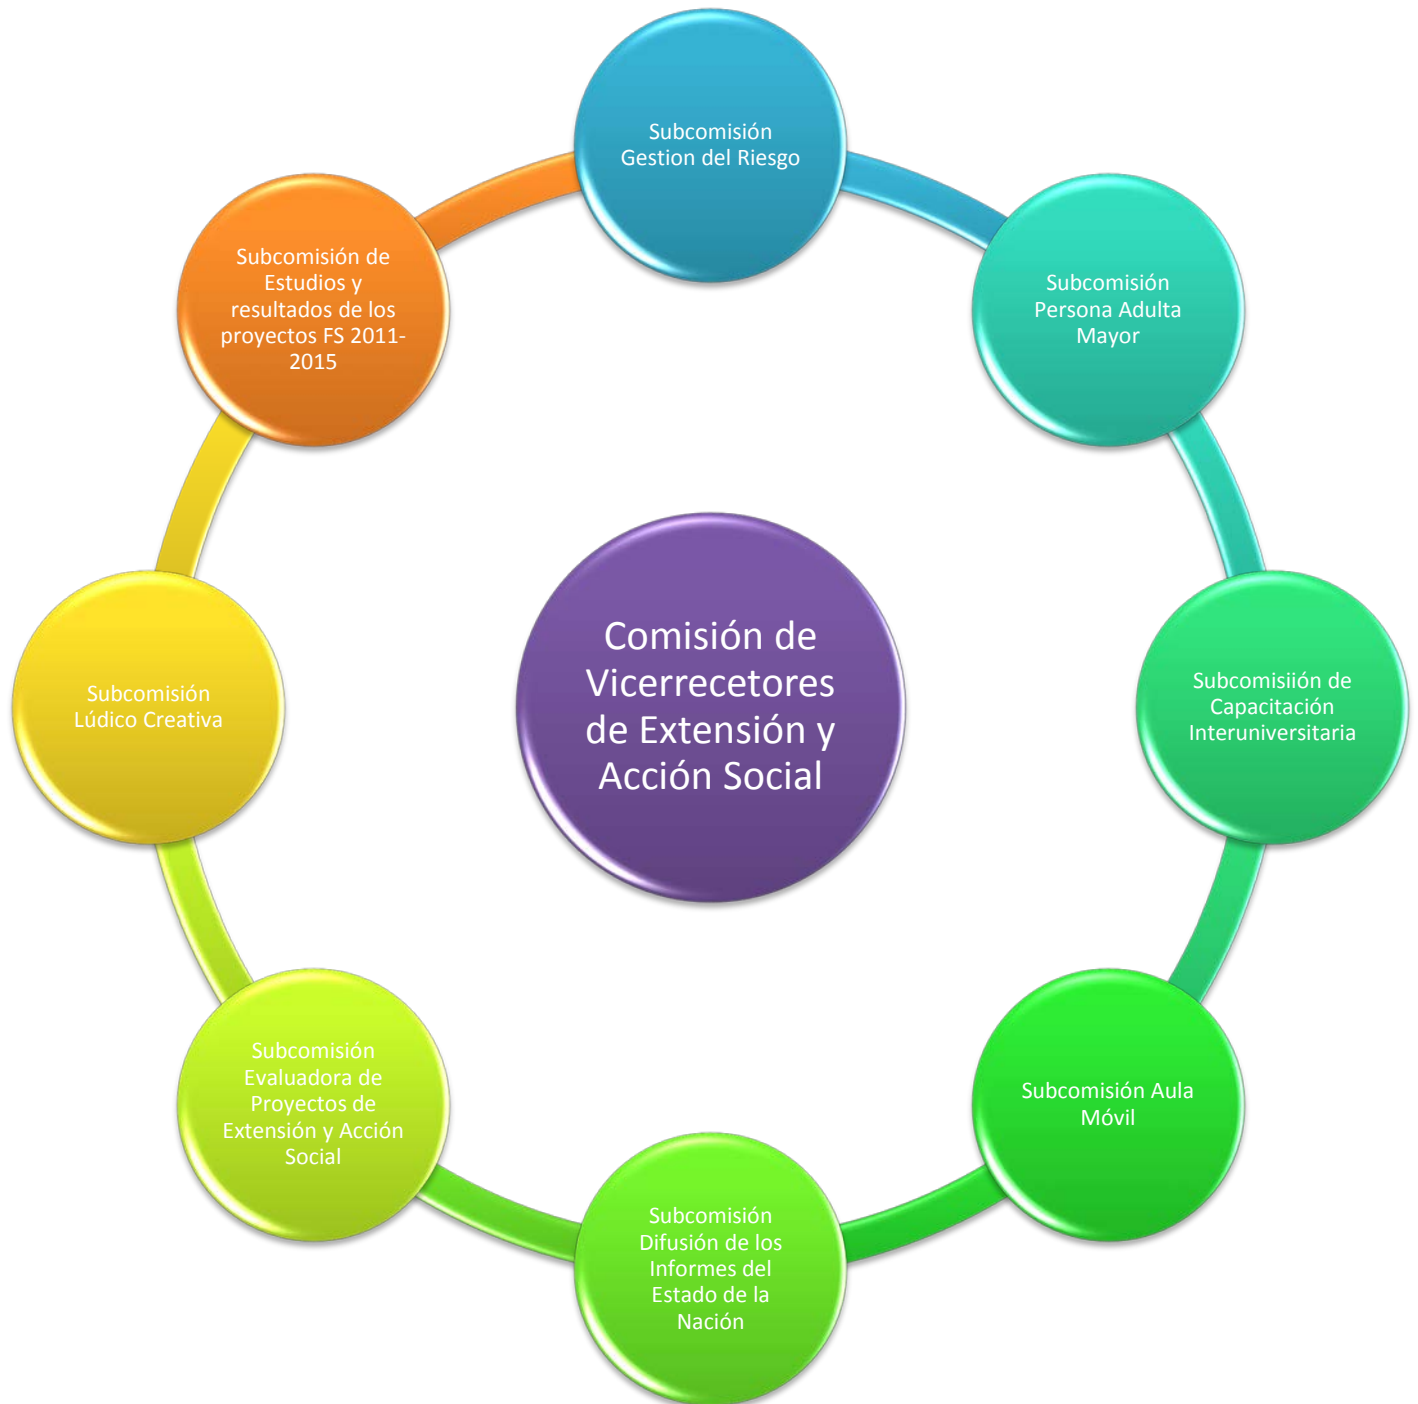 Subcomisión
Gestion del Riesgo
Subcomisión
Persona Adulta
Mayor
Subcomisiión de
Capacitación
Interuniversitaria
Subcomisión Aula
Móvil
Subcomisión
Difusión de los
Informes del
Estado de la
Nación
Subcomisión
Evaluadora de
Proyectos de
Extensión y Acción
Social
Subcomisión
Lúdico Creativa
Subcomisión de
Estudios y
resultados de los
proyectos FS 2011-
2015
Comisión de
Vicerrecetores
de Extensión y
Acción Social